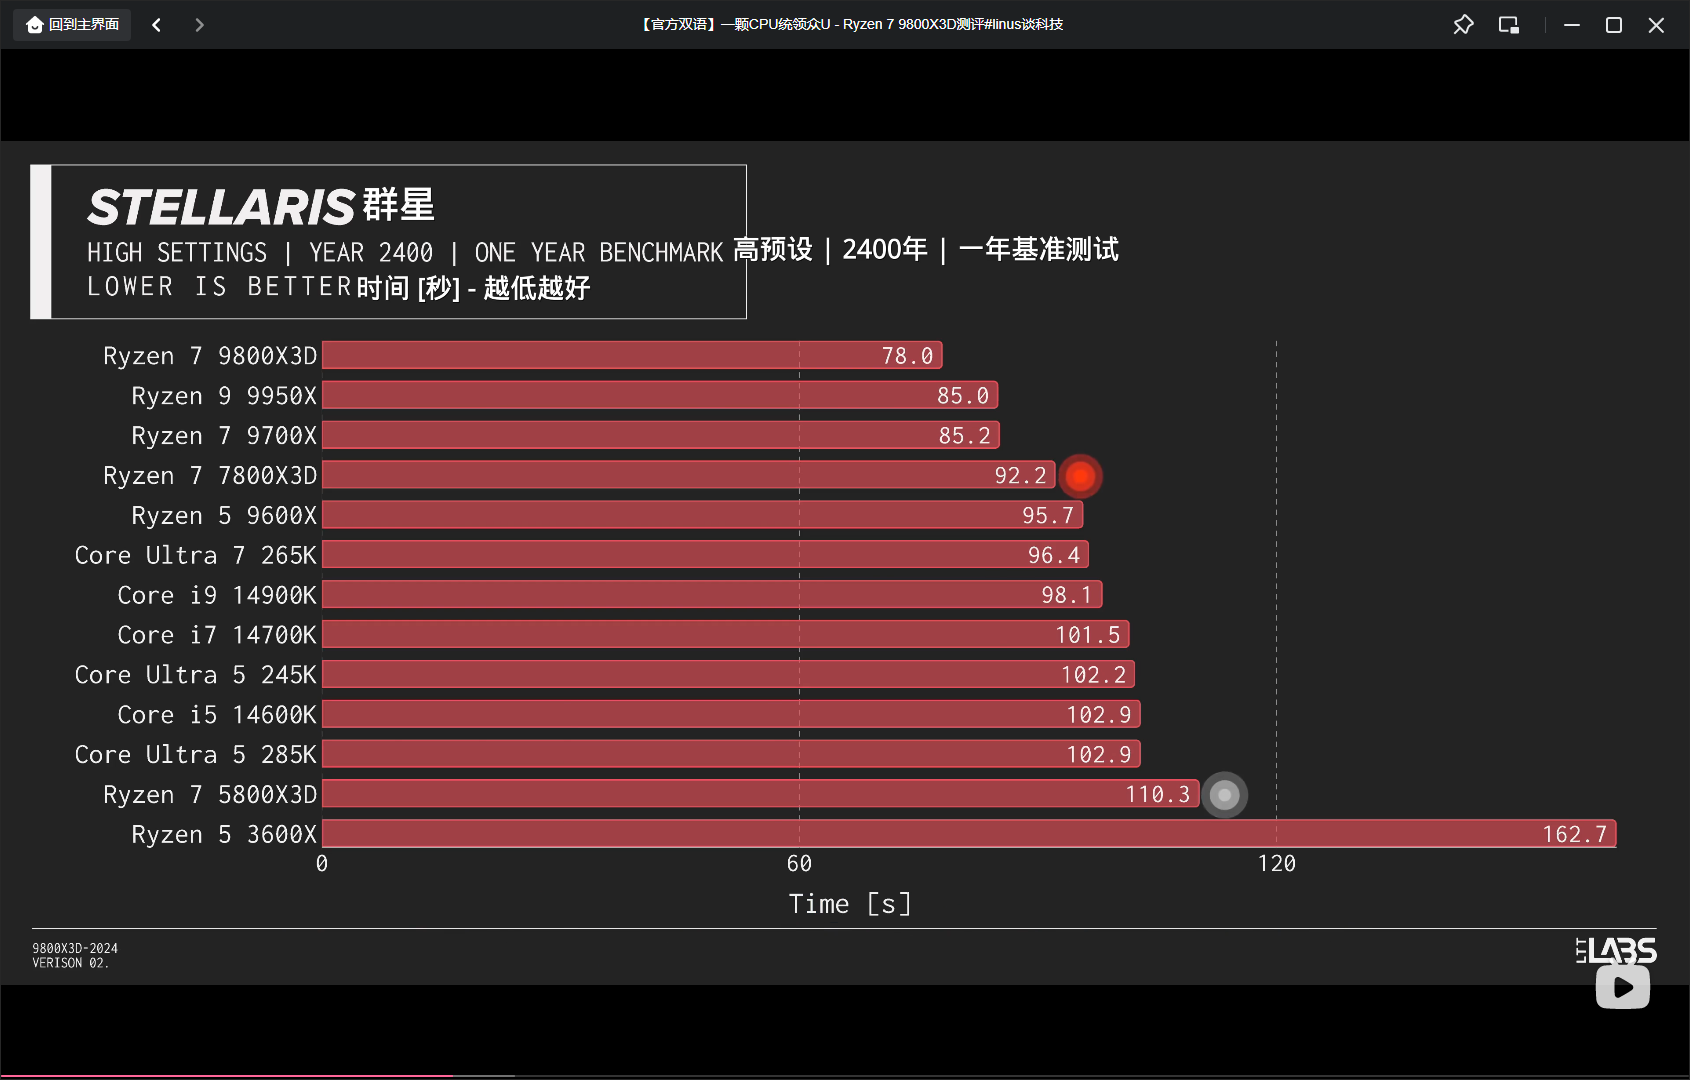 回到主界面
【官方双语】一颗CPU统领众U - Ryzen 7 9800X3D测评#linus谈科技
STELLARIS 群星
HIGH SETTINGS | YEAR 2400 | ONE YEAR BENCHMARK 高预设 | 2400年 | 一年基准测试
LOWER IS BETTER 时间 [秒] - 越低越好
Ryzen 7 9800X3D 78.0
Ryzen 9 9950X 85.0
Ryzen 7 9700X 85.2
Ryzen 7 7800X3D 92.2
Ryzen 5 9600X 95.7
Core Ultra 7 265K 96.4
Core i9 14900K 98.1
Core i7 14700K 101.5
Core Ultra 5 245K 102.2
Core i5 14600K 102.9
Core Ultra 5 285K 102.9
Ryzen 7 5800X3D 110.3
Ryzen 5 3600X 162.7
0 60 120
Time [s]
9800X3D-2024
VERISON 02.
LTT LABS